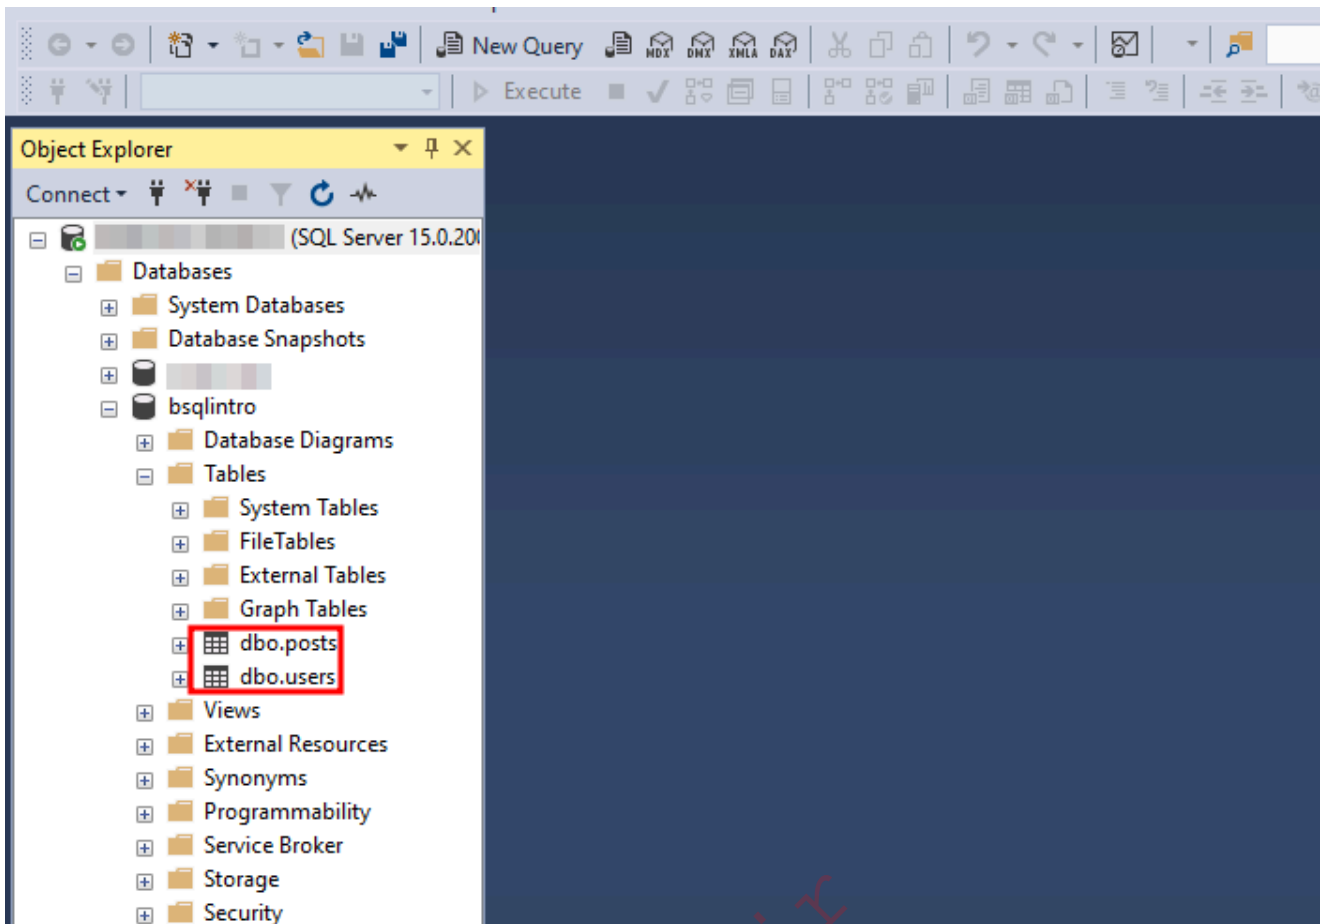 New Query
MDX DMX XMLA DAX
Execute
Object Explorer
Connect
(SQL Server 15.0.200
Databases
System Databases
Database Snapshots
bsqlintro
Database Diagrams
Tables
System Tables
FileTables
External Tables
Graph Tables
dbo.posts
dbo.users
Views
External Resources
Synonyms
Programmability
Service Broker
Storage
Security